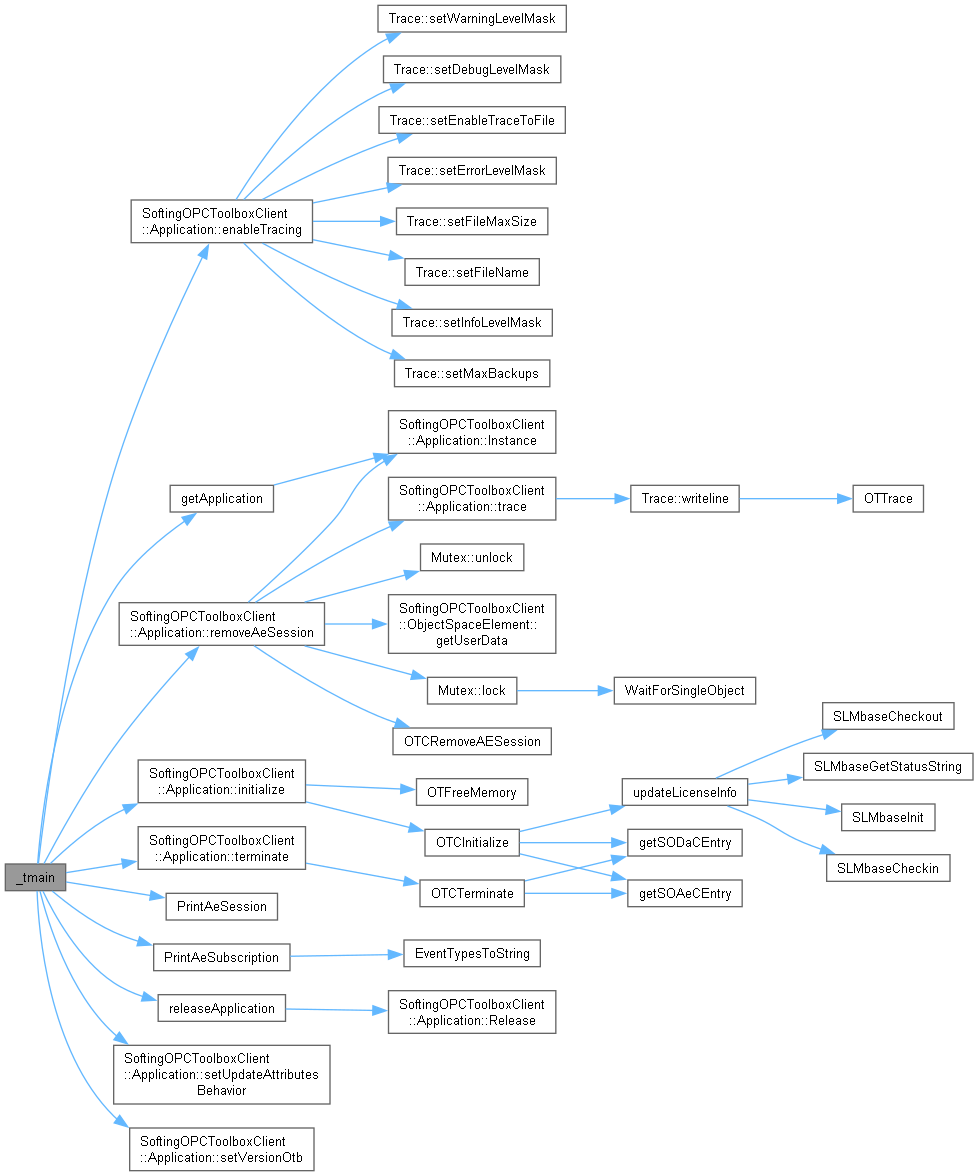 Trace::setWarningLevelMask
Trace::setDebugLevelMask
Trace::setEnableTraceToFile
Trace::setErrorLevelMask
SoftingOPCToolboxClient
::Application::enableTracing
Trace::setFileMaxSize
Trace::setFileName
Trace::setInfoLevelMask
Trace::setMaxBackups
SoftingOPCToolboxClient
::Application::Instance
getApplication
SoftingOPCToolboxClient
::Application::trace
Trace::writeline
OTTrace
Mutex::unlock
SoftingOPCToolboxClient
::Application::removeAeSession
SoftingOPCToolboxClient
::ObjectSpaceElement::
getUserData
Mutex::lock
WaitForSingleObject
OTCRemoveAESession
SLMbaseCheckout
SoftingOPCToolboxClient
::Application::initialize
OTFreeMemory
updateLicenseInfo
SLMbaseGetStatusString
SLMbaseInit
SoftingOPCToolboxClient
::Application::terminate
OTCInitialize
getSODaCEntry
SLMbaseCheckin
_tmain
OTCTerminate
getSOAeCEntry
PrintAeSession
PrintAeSubscription
EventTypesToString
releaseApplication
SoftingOPCToolboxClient
::Application::Release
SoftingOPCToolboxClient
::Application::setUpdateAttributes
Behavior
SoftingOPCToolboxClient
::Application::setVersionOtb